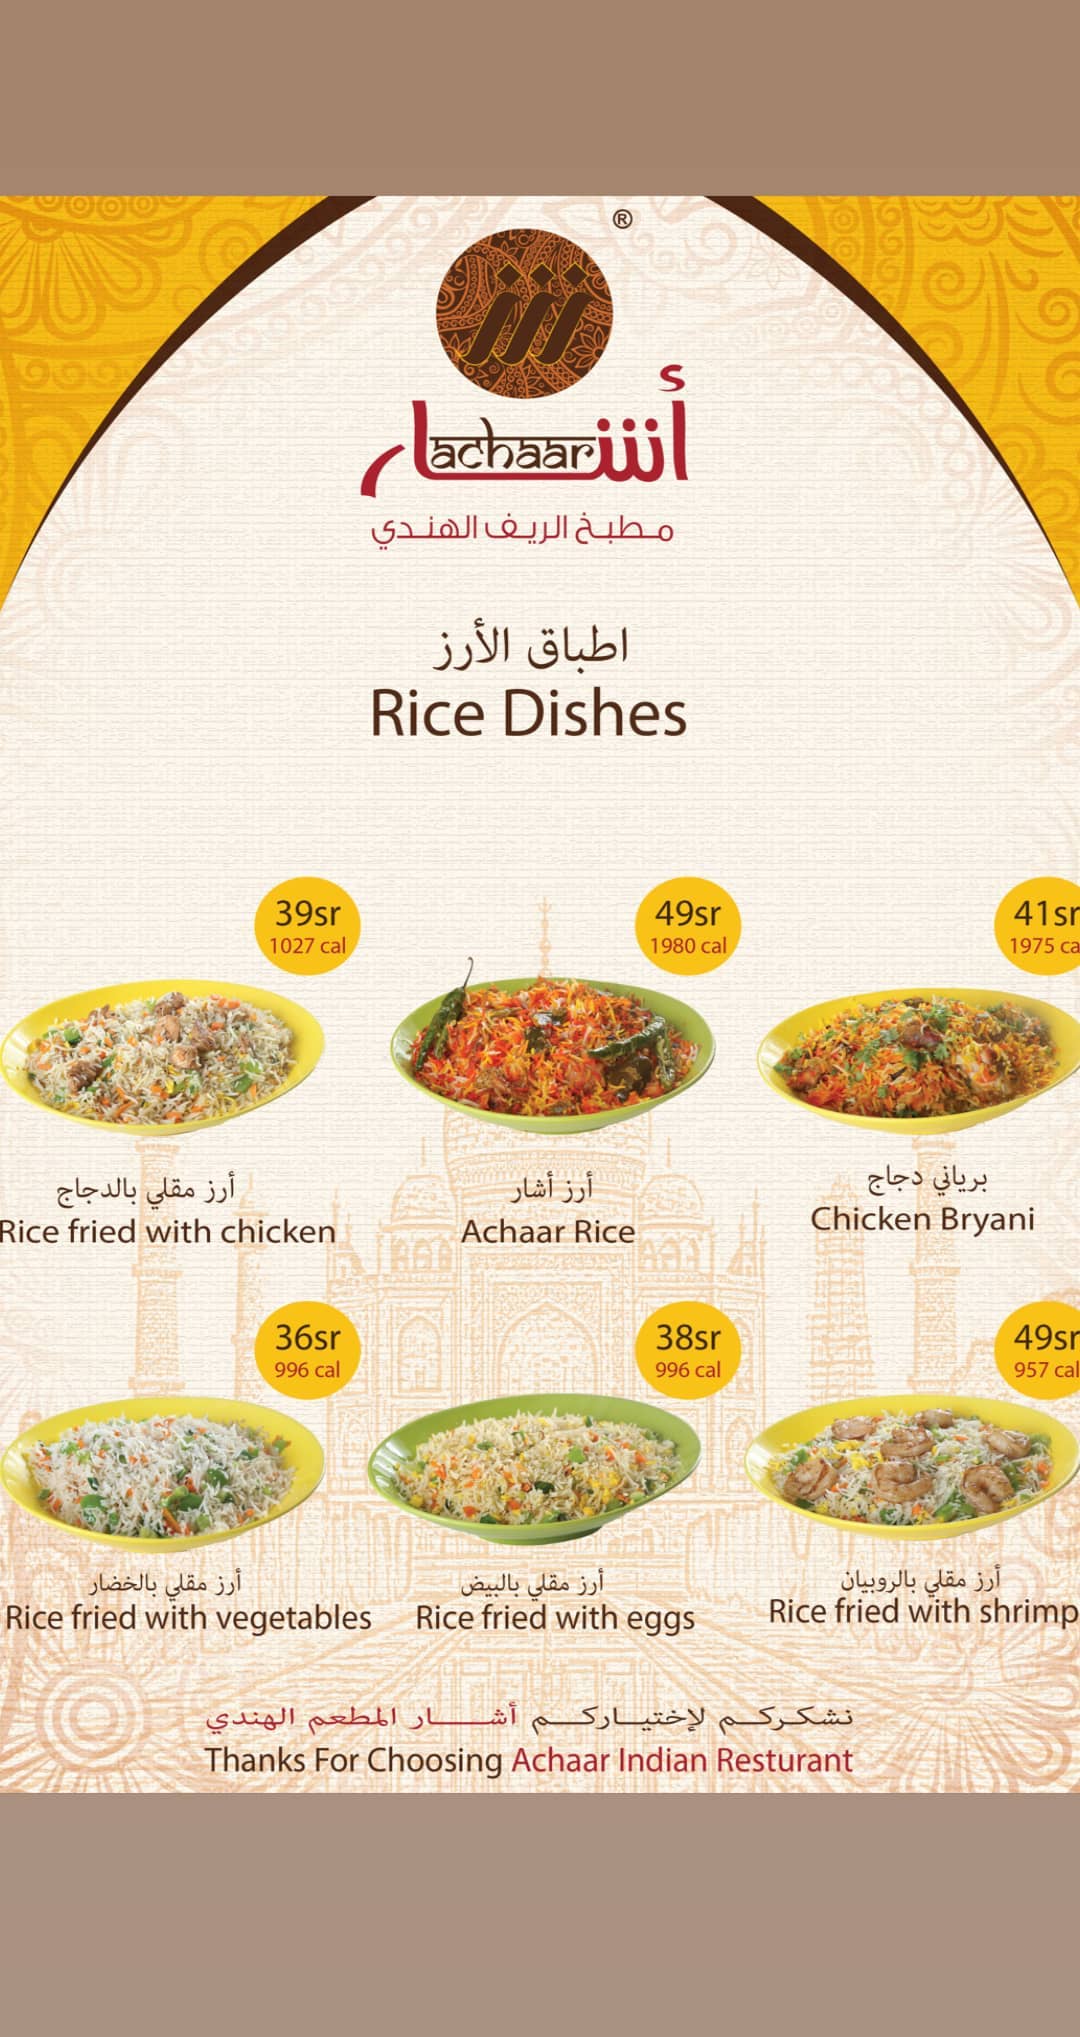 ®
أشار
achaar
مطبخ الريف الهندي
اطباق الأرز
Rice Dishes
39sr
1027 cal
49sr
1980 cal
41sr
1975 ca
أرز مقلي بالدجاج
Rice fried with chicken
أرز أشار
Achaar Rice
برياني دجاج
Chicken Bryani
36sr
996 cal
38sr
996 cal
49sr
957 cal
أرز مقلي بالخضار
Rice fried with vegetables
أرز مقلي بالبيض
Rice fried with eggs
أرز مقلي بالروبيان
Rice fried with shrimp
نشكركم لإختياركم أشار المطعم الهندي
Thanks For Choosing Achaar Indian Resturant